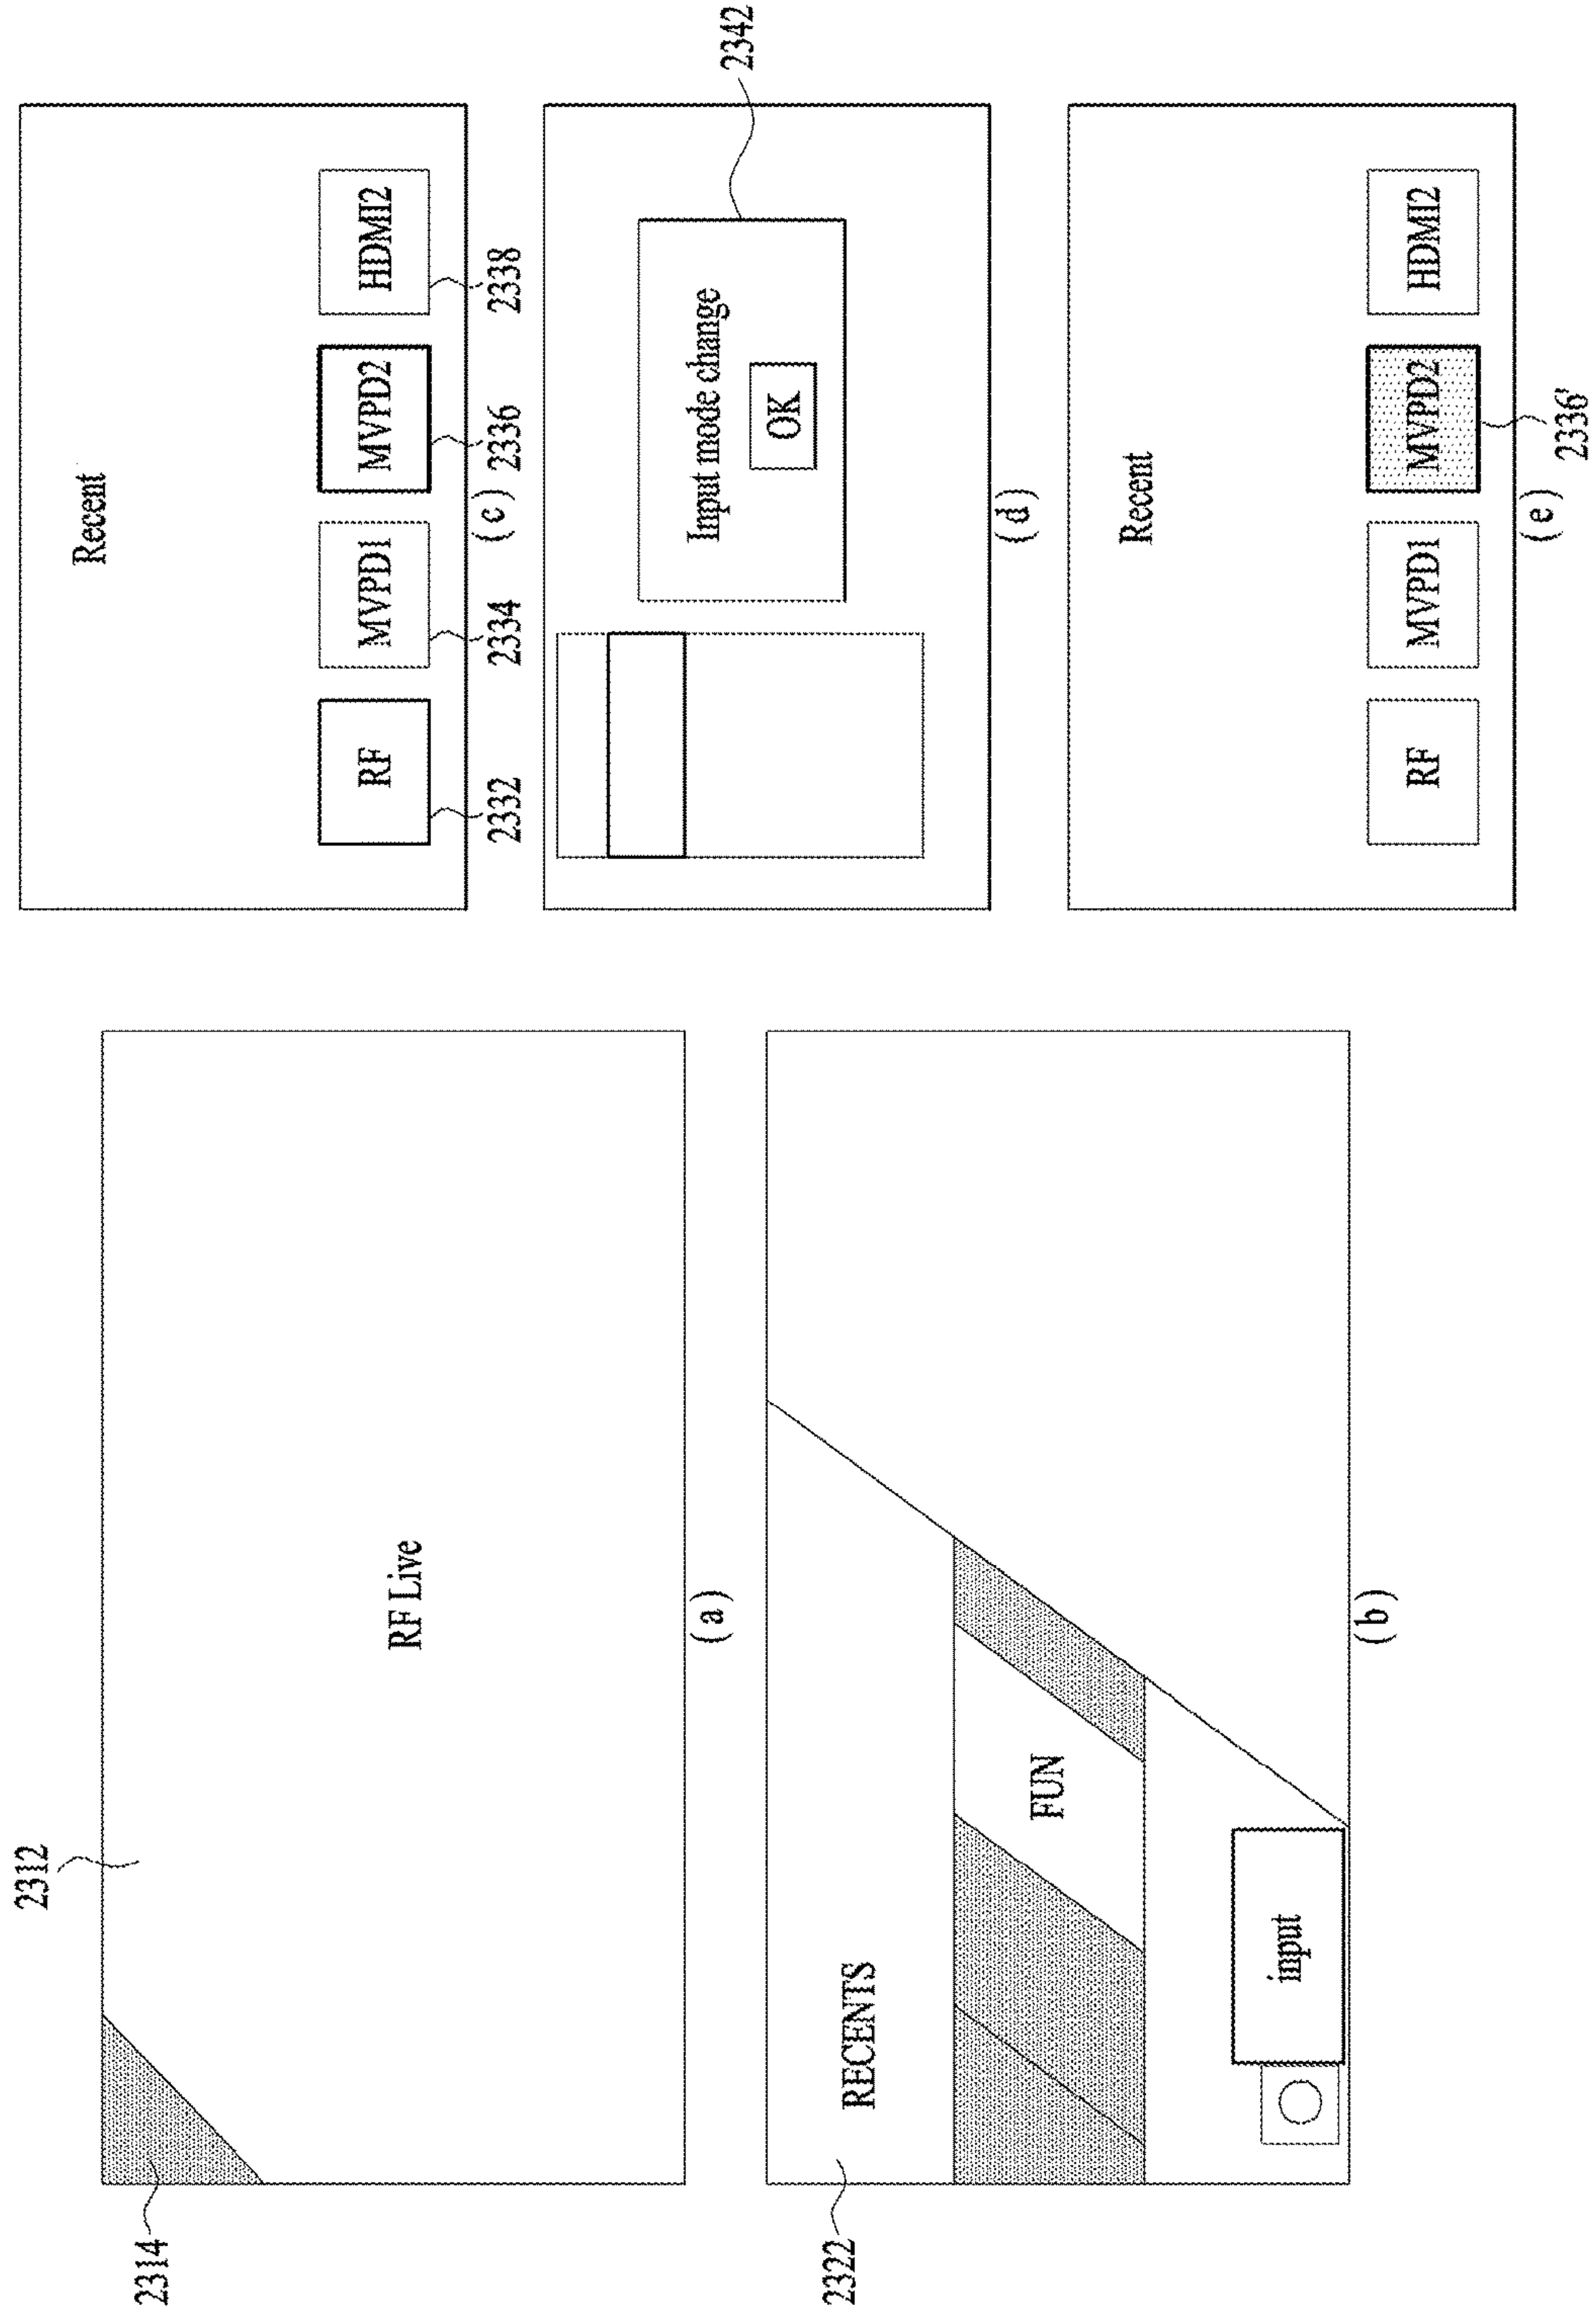 2312
2314
RF Live
(a)
2322
RECENTS
FUN
input
(b)
Recent
RF
MVPD1
MVPD2
HDMI2
2332
2334
2336
2338
(c)
Input mode change
OK
2342
(d)
Recent
RF
MVPD1
MVPD2
HDMI2
2336'
(e)